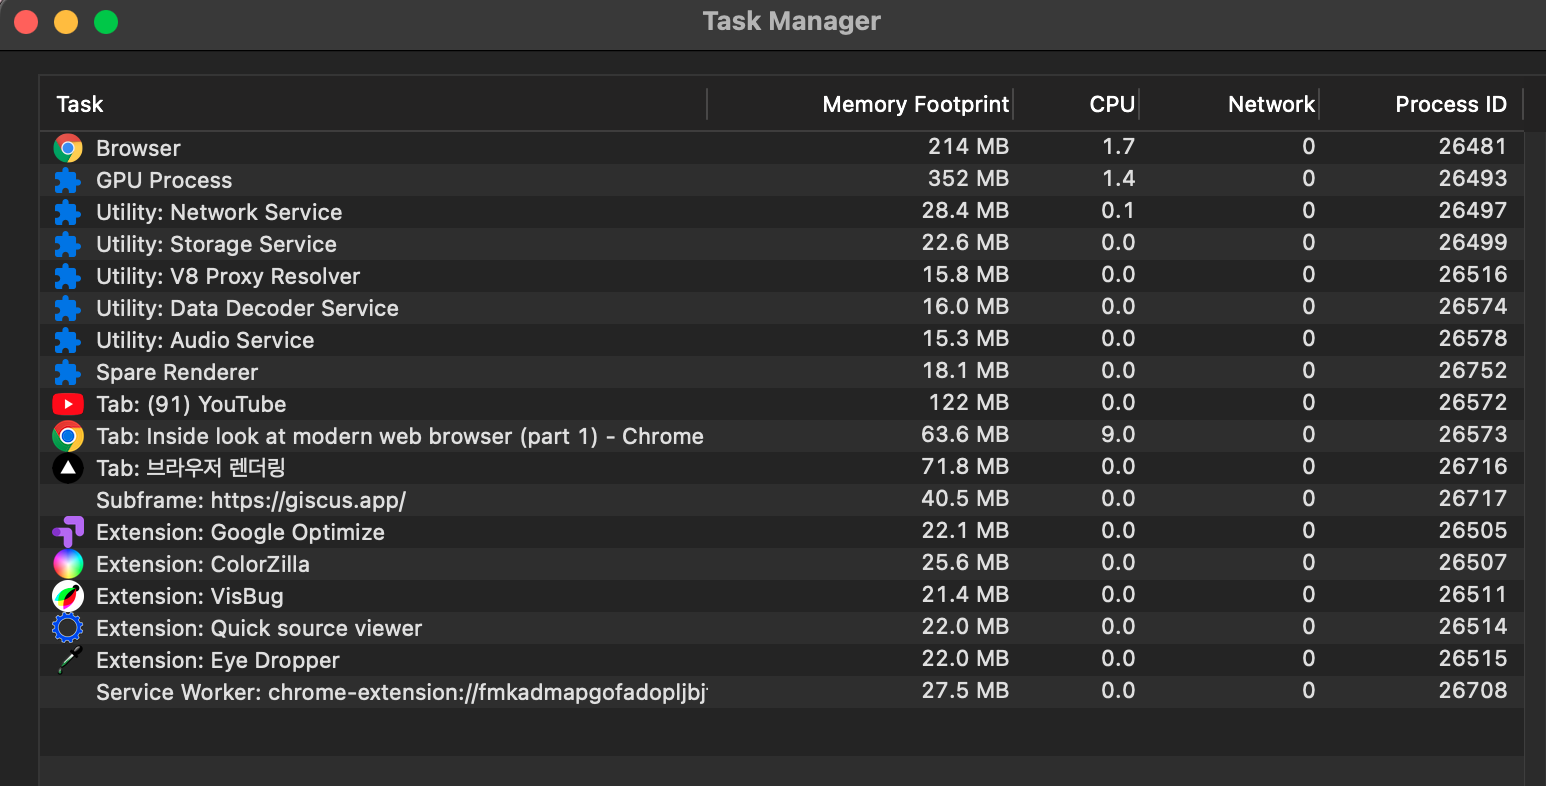 Task Manager
Task Memory Footprint CPU Network Process ID
Browser 214 MB 1.7 0 26481
GPU Process 352 MB 1.4 0 26493
Utility: Network Service 28.4 MB 0.1 0 26497
Utility: Storage Service 22.6 MB 0.0 0 26499
Utility: V8 Proxy Resolver 15.8 MB 0.0 0 26516
Utility: Data Decoder Service 16.0 MB 0.0 0 26574
Utility: Audio Service 15.3 MB 0.0 0 26578
Spare Renderer 18.1 MB 0.0 0 26752
Tab: (91) YouTube 122 MB 0.0 0 26572
Tab: Inside look at modern web browser (part 1) - Chrome 63.6 MB 9.0 0 26573
Tab: 브라우저 렌더링 71.8 MB 0.0 0 26716
Subframe: https://giscus.app/ 40.5 MB 0.0 0 26717
Extension: Google Optimize 22.1 MB 0.0 0 26505
Extension: ColorZilla 25.6 MB 0.0 0 26507
Extension: VisBug 21.4 MB 0.0 0 26511
Extension: Quick source viewer 22.0 MB 0.0 0 26514
Extension: Eye Dropper 22.0 MB 0.0 0 26515
Service Worker: chrome-extension://fmkadmapgofadopljbj 27.5 MB 0.0 0 26708